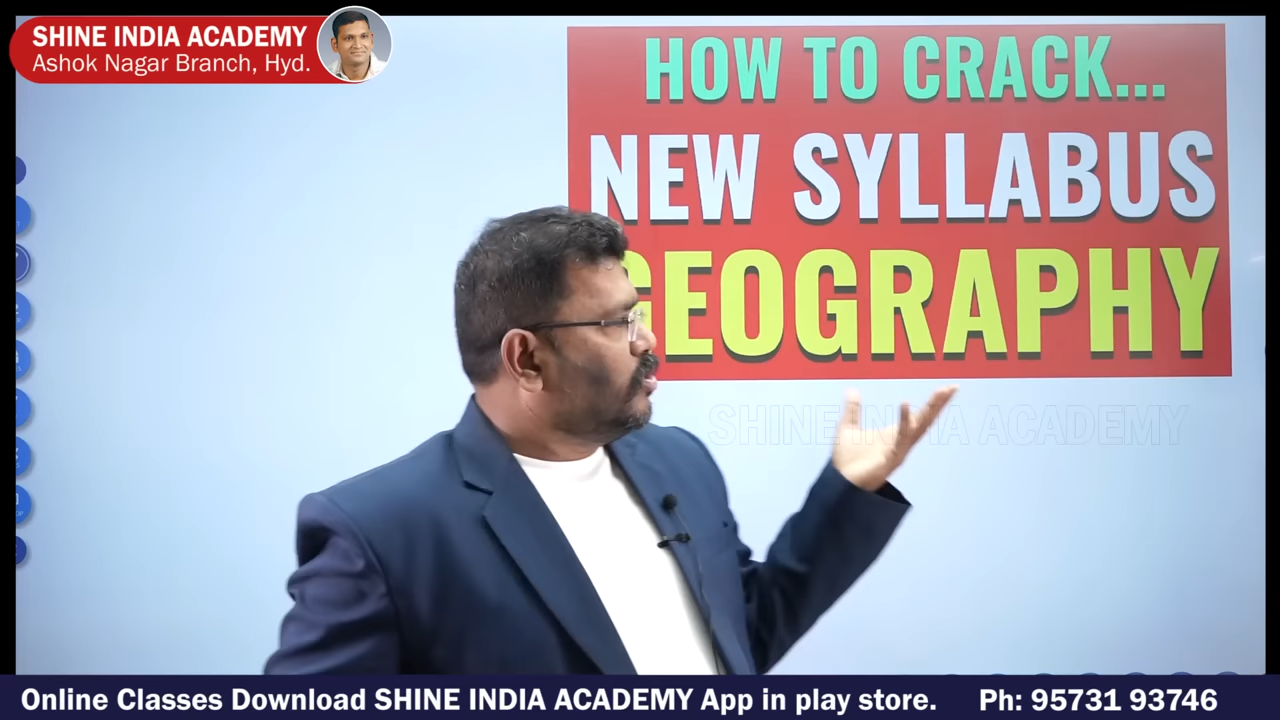 SHINE INDIA ACADEMY
Ashok Nagar Branch, Hyd.
HOW TO CRACK...
NEW SYLLABUS
GEOGRAPHY
SHINE INDIA ACADEMY
Online Classes Download SHINE INDIA ACADEMY App in play store. Ph: 95731 93746